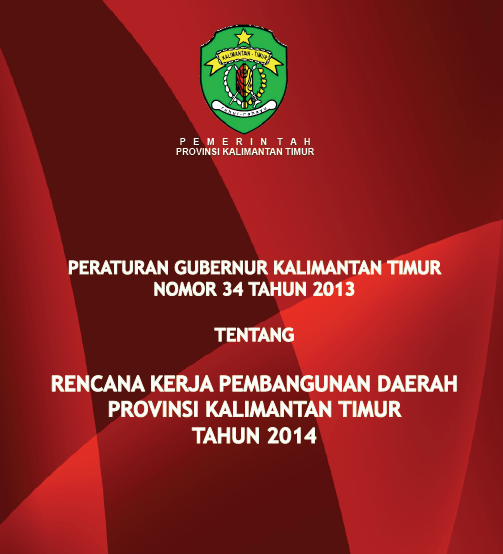 KALIMANTAN - TIMUR
PEMERINTAH
PROVINSI KALIMANTAN TIMUR
PERATURAN GUBERNUR KALIMANTAN TIMUR
NOMOR 34 TAHUN 2013
TENTANG
RENCANA KERJA PEMBANGUNAN DAERAH
PROVINSI KALIMANTAN TIMUR
TAHUN 2014